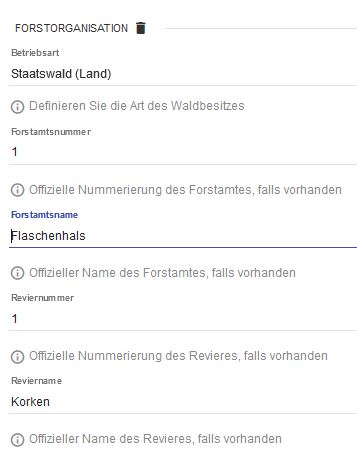 FORSTORGANISATION
Betriebsart
Staatswald (Land)
Definieren Sie die Art des Waldbesitzes
Forstamtsnummer
1
Offizielle Nummerierung des Forstamtes, falls vorhanden
Forstamtsname
Flaschenhals
Offizieller Name des Forstamtes, falls vorhanden
Reviernummer
1
Offizielle Nummerierung des Revieres, falls vorhanden
Reviername
Korken
Offizieller Name des Revieres, falls vorhanden